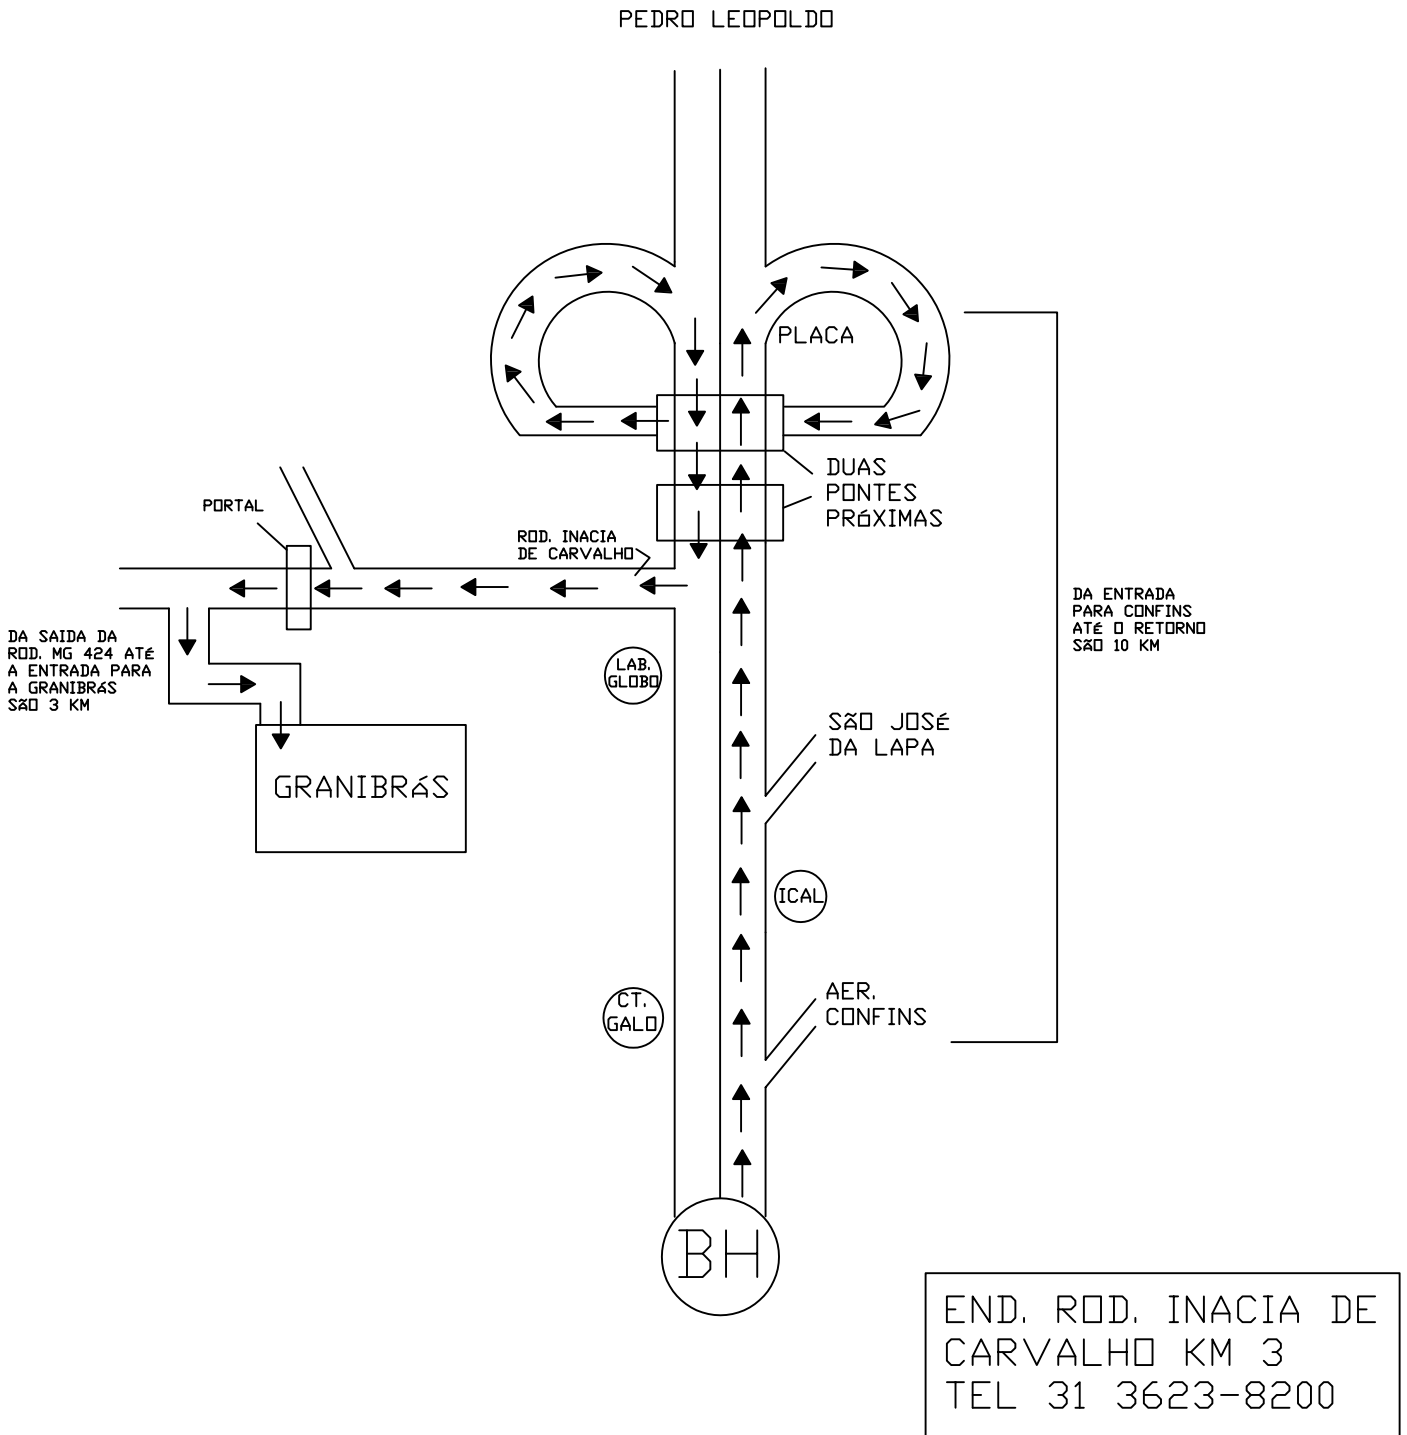 PEDRO LEOPOLDO
PLACA
DUAS
PONTES
PRóXIMAS
PORTAL
ROD. INACIA
DE CARVALHO
DA ENTRADA
PARA CONFINS
ATÉ O RETORNO
SÃO 10 KM
DA SAIDA DA
ROD. MG 424 ATÉ
A ENTRADA PARA
A GRANIBRáS
SÃO 3 KM
LAB.
GLOBO
SÃO JOSÉ
DA LAPA
GRANIBRáS
ICAL
AER.
CONFINS
CT.
GALO
BH
END. ROD. INACIA DE
CARVALHO KM 3
TEL 31 3623-8200